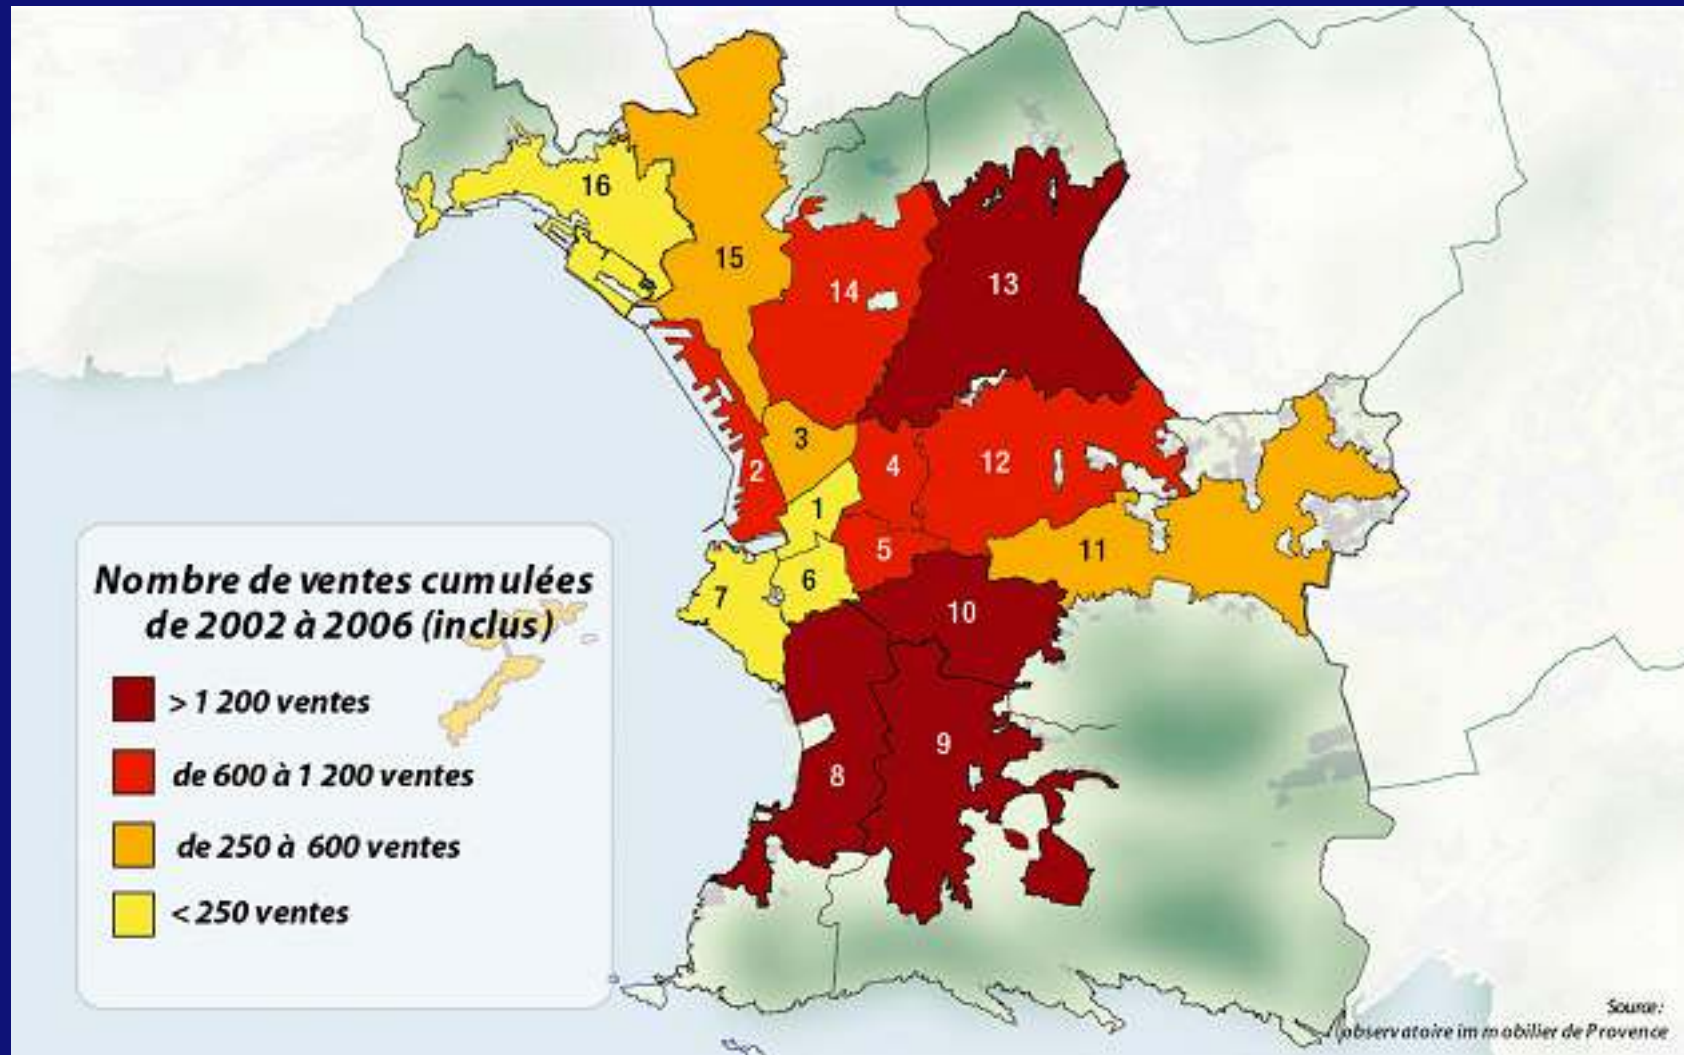 16
15
14
13
3
2
4
12
1
5
11
7
6
10
9
8
Nombre de ventes cumulées
de 2002 à 2006 (inclus)
> 1 200 ventes
de 600 à 1 200 ventes
de 250 à 600 ventes
< 250 ventes
Source:
observatoire immobilier de Provence